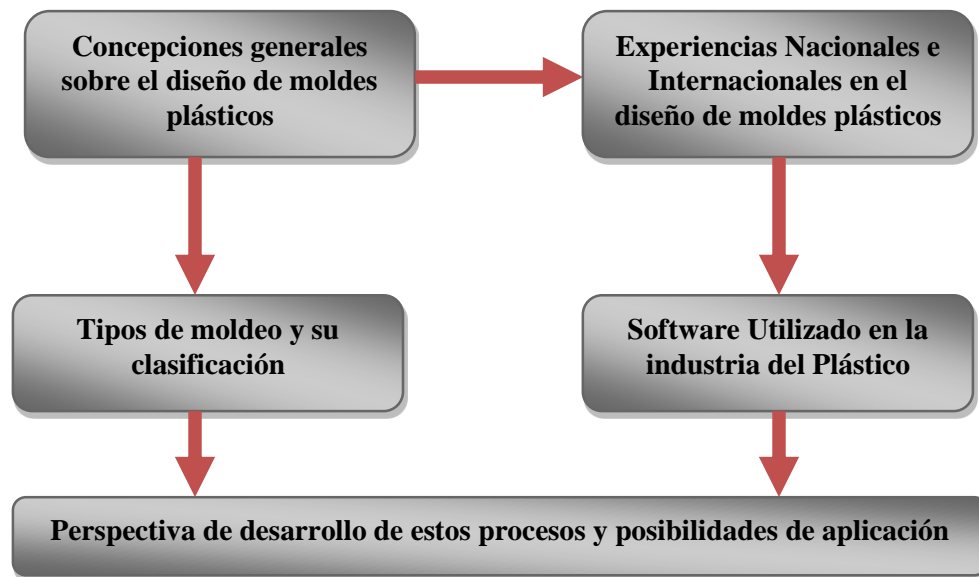 Concepciones generales
sobre el diseño de moldes
plásticos
Experiencias Nacionales e
Internacionales en el
diseño de moldes plásticos
Tipos de moldeo y su
clasificación
Software Utilizado en la
industria del Plástico
Perspectiva de desarrollo de estos procesos y posibilidades de aplicación